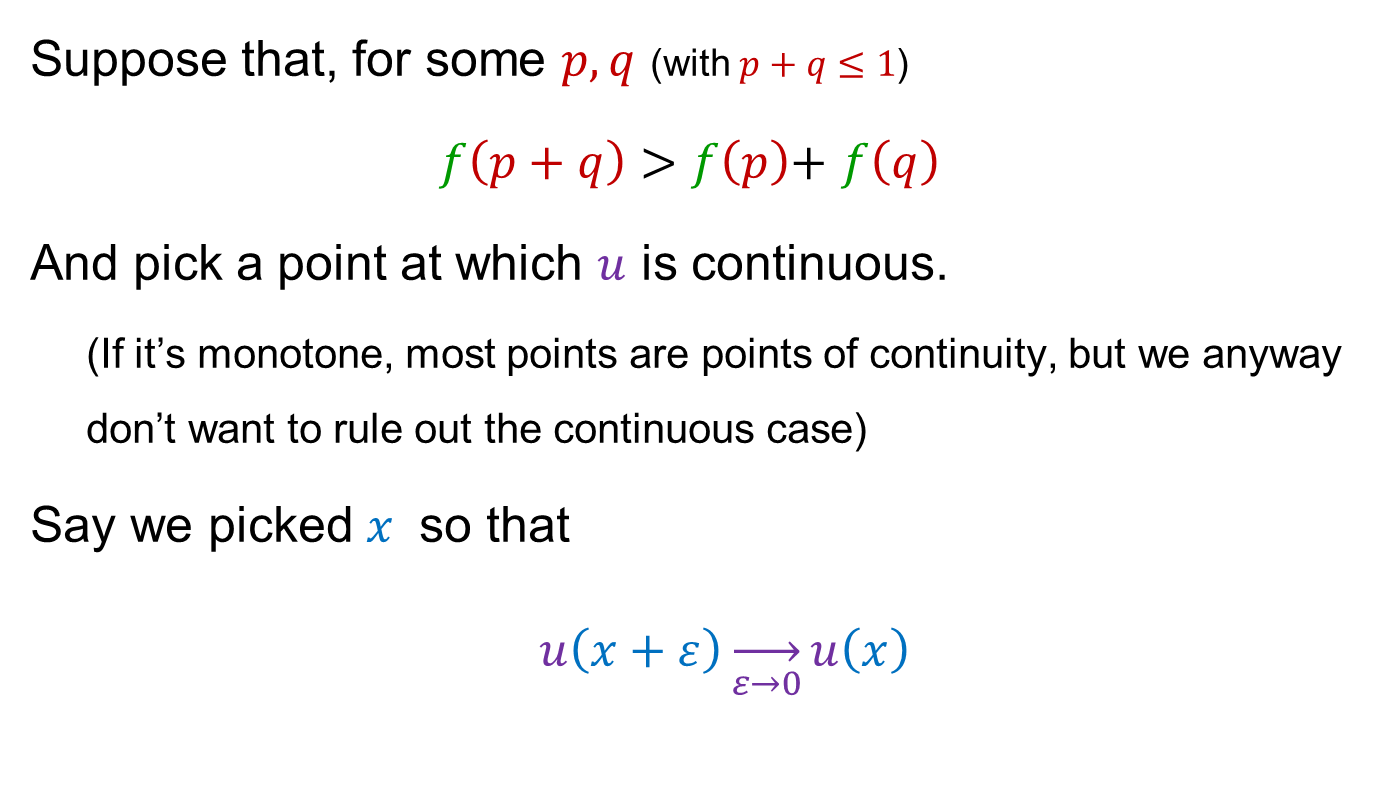 Suppose that, for some p, q (with p + q ≤ 1)
f(p + q) > f(p)+ f(q)
And pick a point at which u is continuous.
(If it’s monotone, most points are points of continuity, but we anyway
don’t want to rule out the continuous case)
Say we picked x so that
u(x + ε) ⟶ u(x)
ε→0